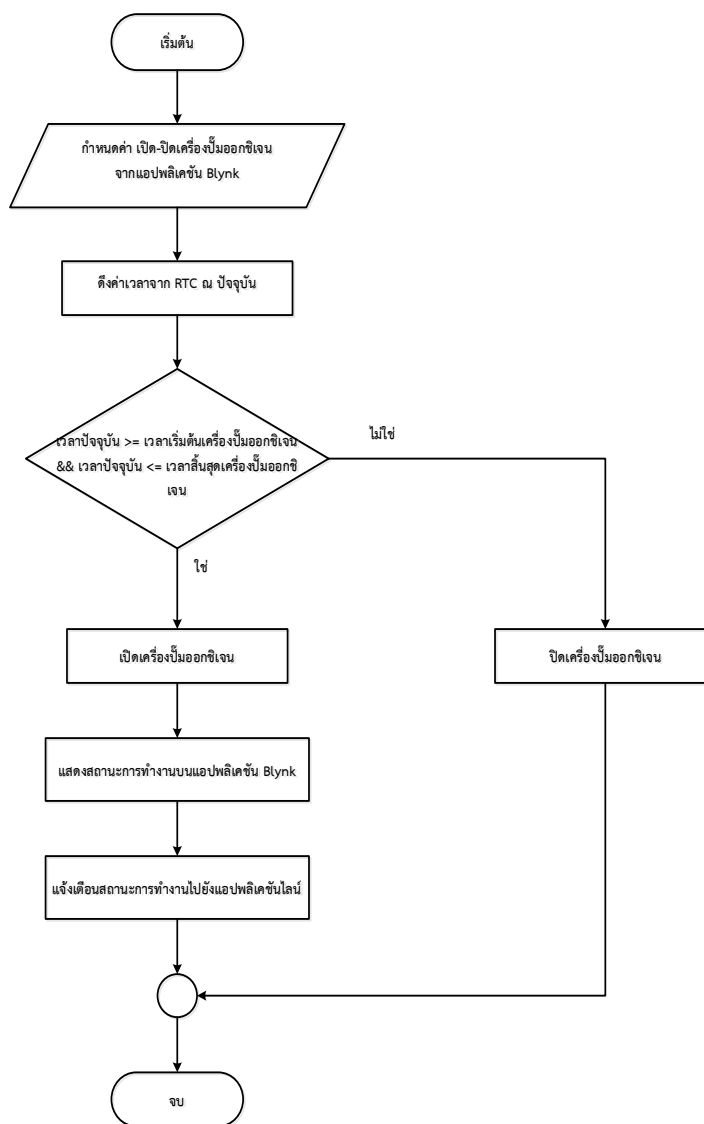 เริ่มต้น
กำหนดค่า เปิด-ปิดเครื่องปั๊มออกซิเจน
จากแอปพลิเคชัน Blynk
ดึงค่าเวลาจาก RTC ณ ปัจจุบัน
เวลาปัจจุบัน >= เวลาเริ่มต้นเครื่องปั๊มออกซิเจน
&& เวลาปัจจุบัน <= เวลาสิ้นสุดเครื่องปั๊มออกซิ
เจน
ไม่ใช่
ใช่
เปิดเครื่องปั๊มออกซิเจน
ปิดเครื่องปั๊มออกซิเจน
แสดงสถานะการทำงานบนแอปพลิเคชัน Blynk
แจ้งเตือนสถานะการทำงานไปยังแอปพลิเคชันไลน์
จบ